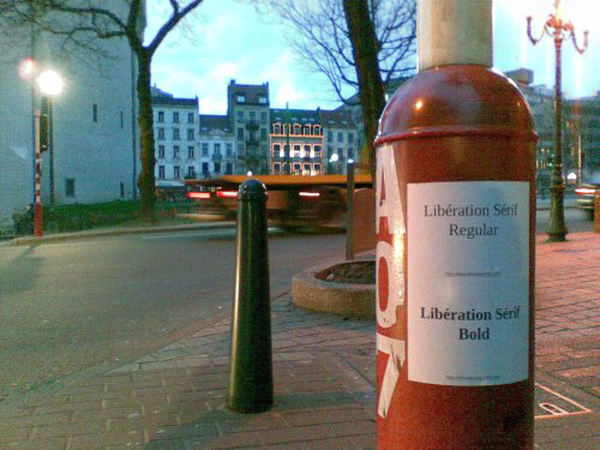 Libération Sérif
Regular
Libération Sérif
Bold